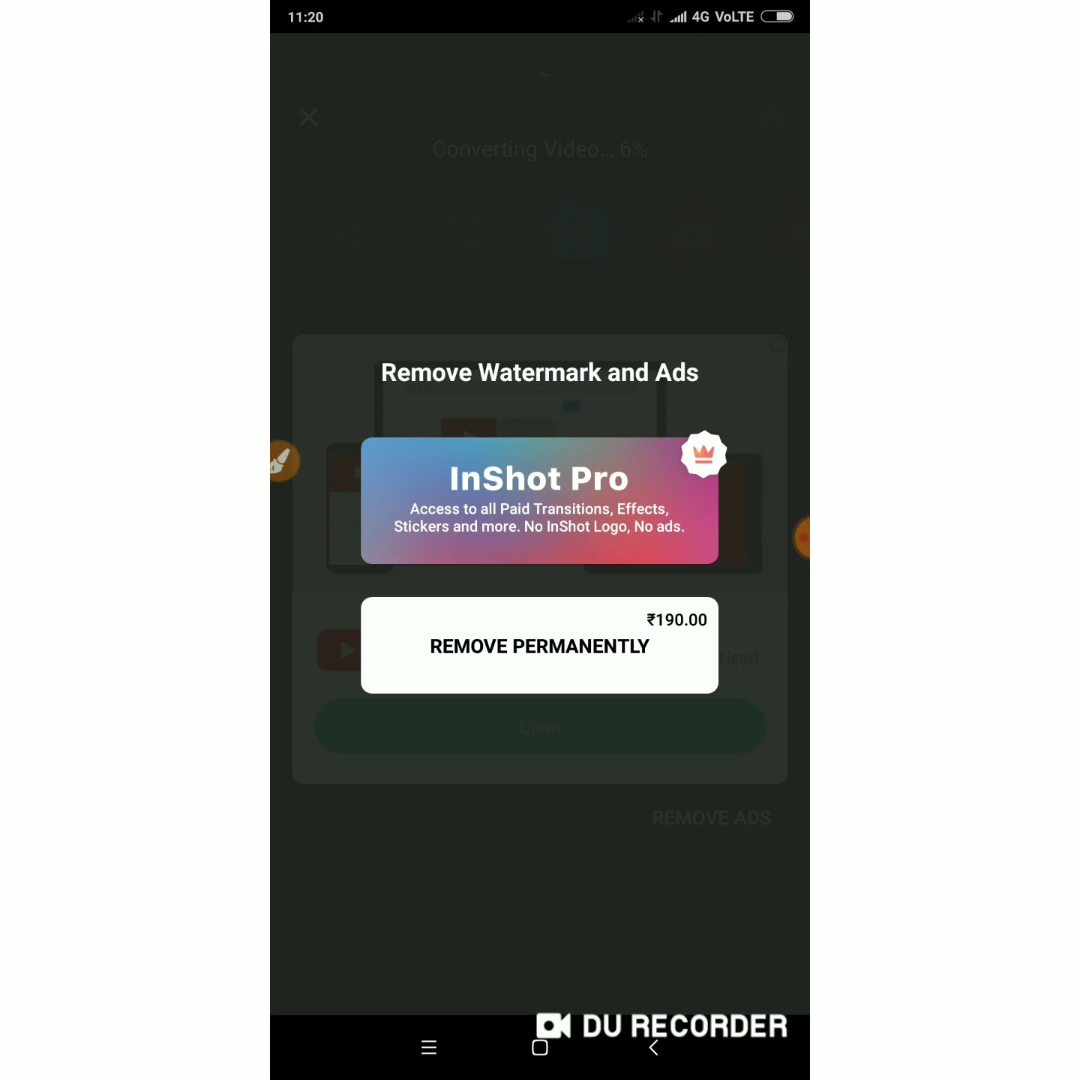 11:20
4G VoLTE
Converting Video... 6%
Remove Watermark and Ads
InShot Pro
Access to all Paid Transitions, Effects,
Stickers and more. No InShot Logo, No ads.
₹190.00
REMOVE PERMANENTLY
Open
REMOVE ADS
DU RECORDER